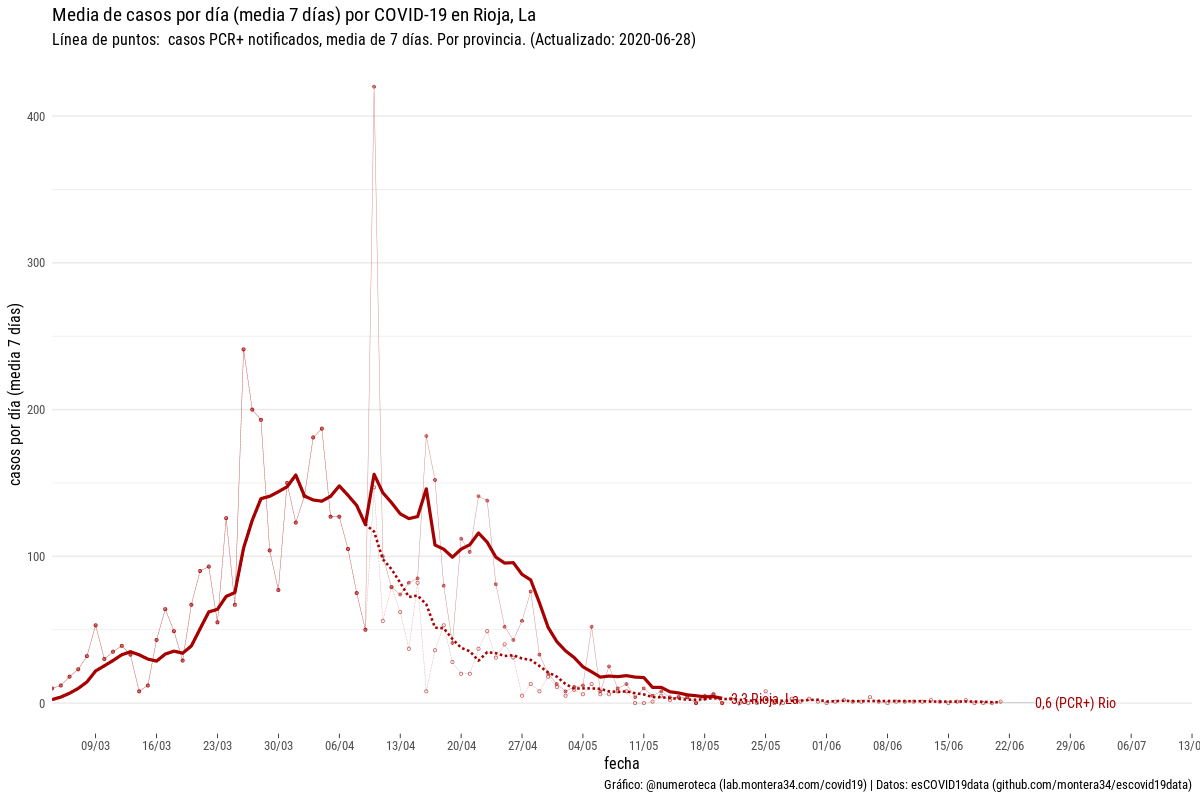 Media de casos por día (media 7 días) por COVID-19 en Rioja, La
Línea de puntos:  casos PCR+ notificados, media de 7 días. Por provincia. (Actualizado: 2020-06-28)
casos por día (media 7 días)
400
300
200
100
0
3,3 Rioja, La
0,6 (PCR+) Rio
09/03 16/03 23/03 30/03 06/04 13/04 20/04 27/04 04/05 11/05 18/05 25/05 01/06 08/06 15/06 22/06 29/06 06/07 13/0
fecha
Gráfico: @numeroteca (lab.montera34.com/covid19) | Datos: esCOVID19data (github.com/montera34/escovid19data)